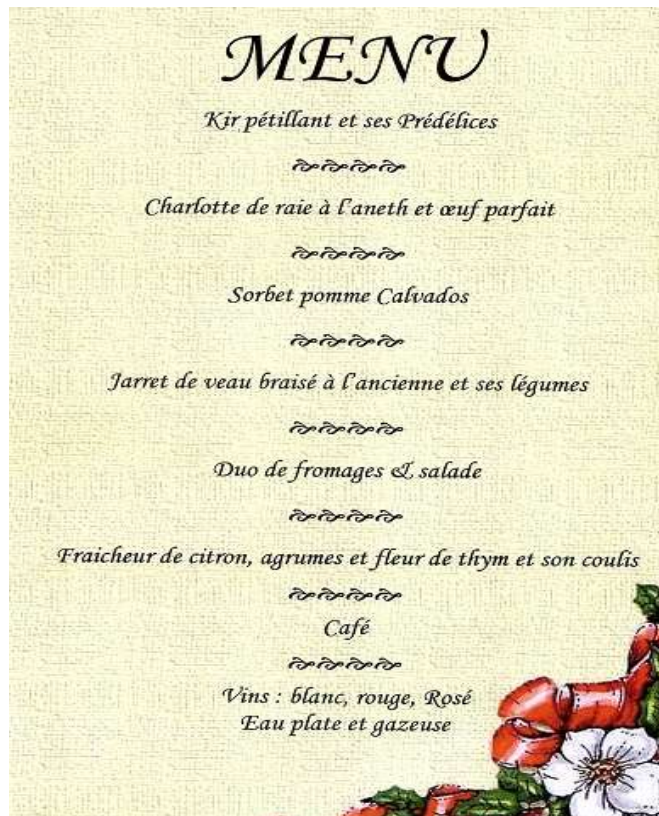 MENU
Kir pétillant et ses Prédélices
Charlotte de raie à l'aneth et œuf parfait
Sorbet pomme Calvados
Jarret de veau braisé à l'ancienne et ses légumes
Duo de fromages & salade
Fraicheur de citron, agrumes et fleur de thym et son coulis
Café
Vins : blanc, rouge, Rosé
Eau plate et gazeuse